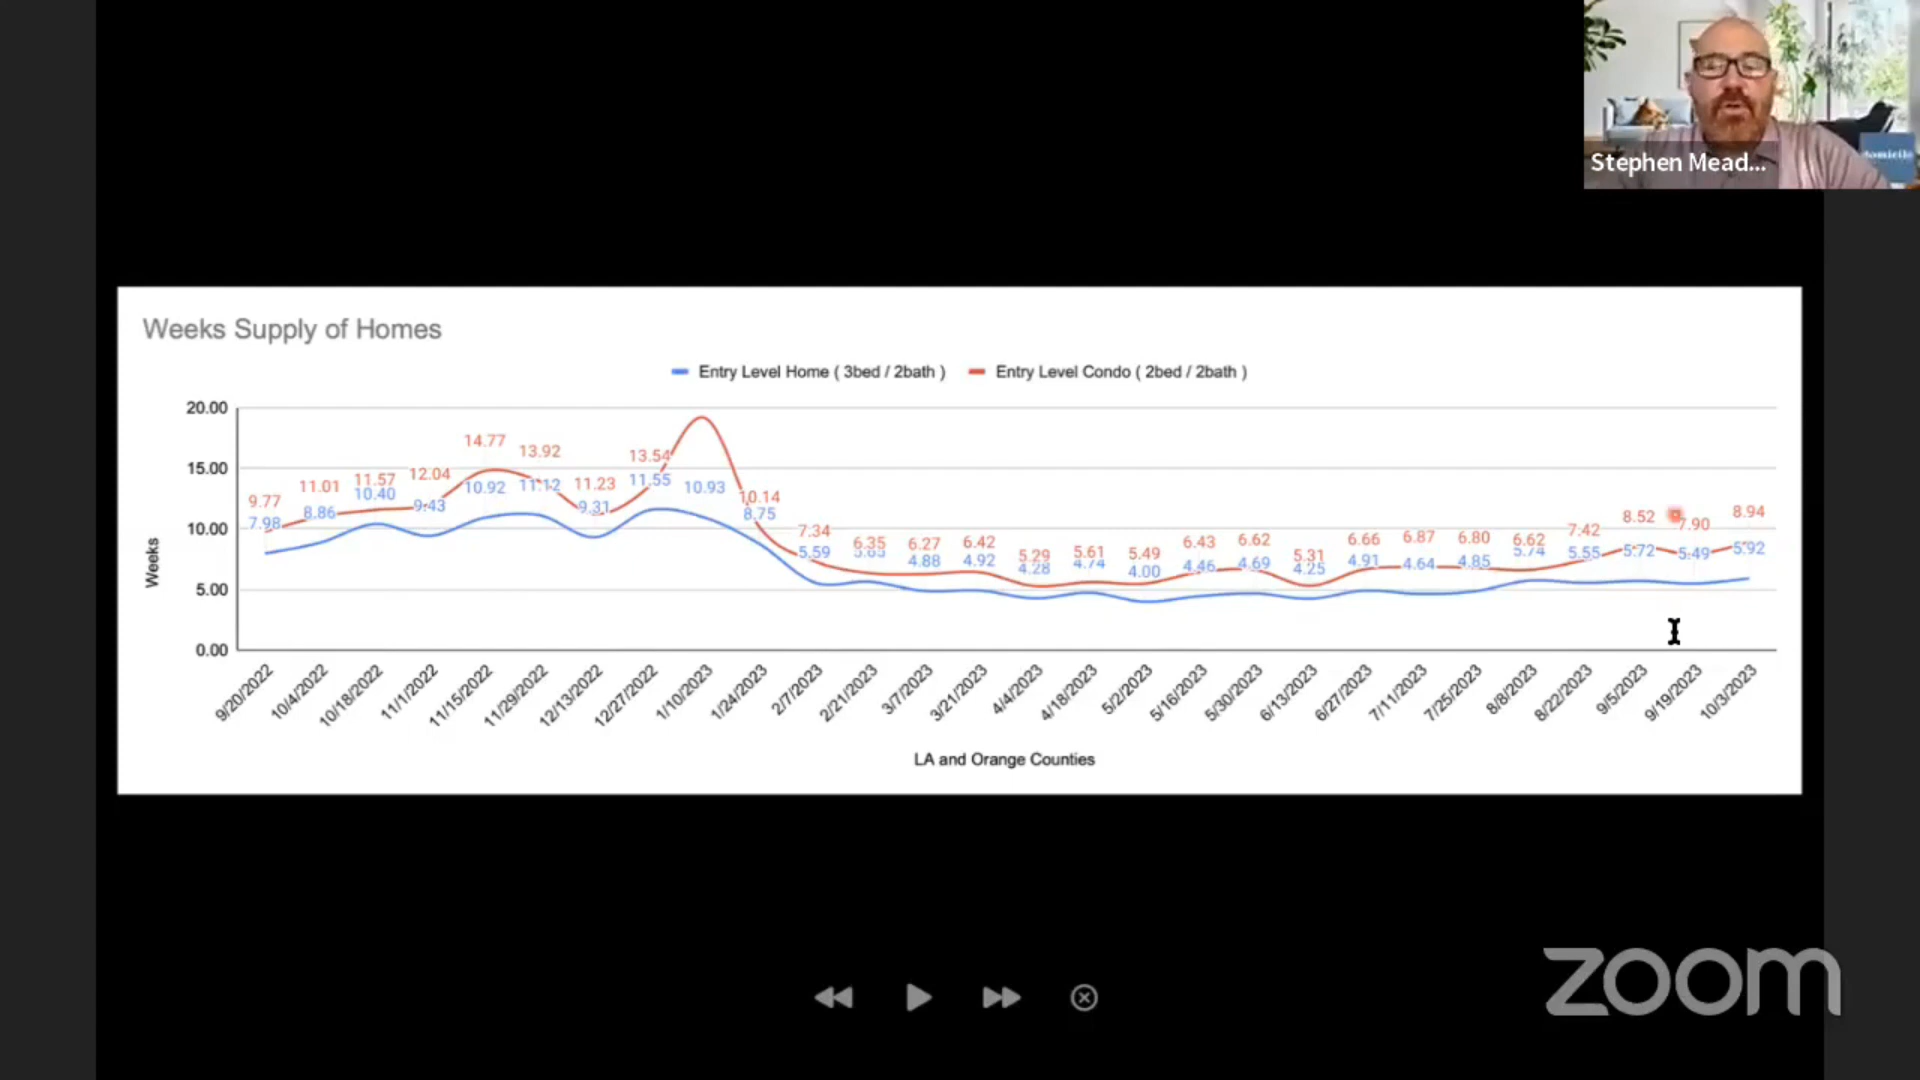 Stephen Mead...
domicile
Weeks Supply of Homes
Entry Level Home ( 3bed / 2bath ) Entry Level Condo ( 2bed / 2bath )
20.00
15.00
10.00
5.00
0.00
Weeks
9.77 11.01 11.57 12.04 14.77 13.92 11.23 13.54 10.14 7.34 6.35 6.27 6.42 5.29 5.61 5.49 6.43 6.62 5.31 6.66 6.87 6.80 6.62 7.42 8.52 7.90 8.94
7.98 8.86 10.40 9.43 10.92 11.12 9.31 11.55 10.93 8.75 5.59 4.88 4.92 4.28 4.74 4.00 4.46 4.69 4.25 4.91 4.64 4.85 5.74 5.55 5.72 5.49 5.92
9/20/2022 10/4/2022 10/18/2022 11/1/2022 11/15/2022 11/29/2022 12/13/2022 12/27/2022 1/10/2023 1/24/2023 2/7/2023 2/21/2023 3/7/2023 3/21/2023 4/4/2023 4/18/2023 5/2/2023 5/16/2023 5/30/2023 6/13/2023 6/27/2023 7/11/2023 7/25/2023 8/8/2023 8/22/2023 9/5/2023 9/19/2023 10/3/2023
LA and Orange Counties
zoom